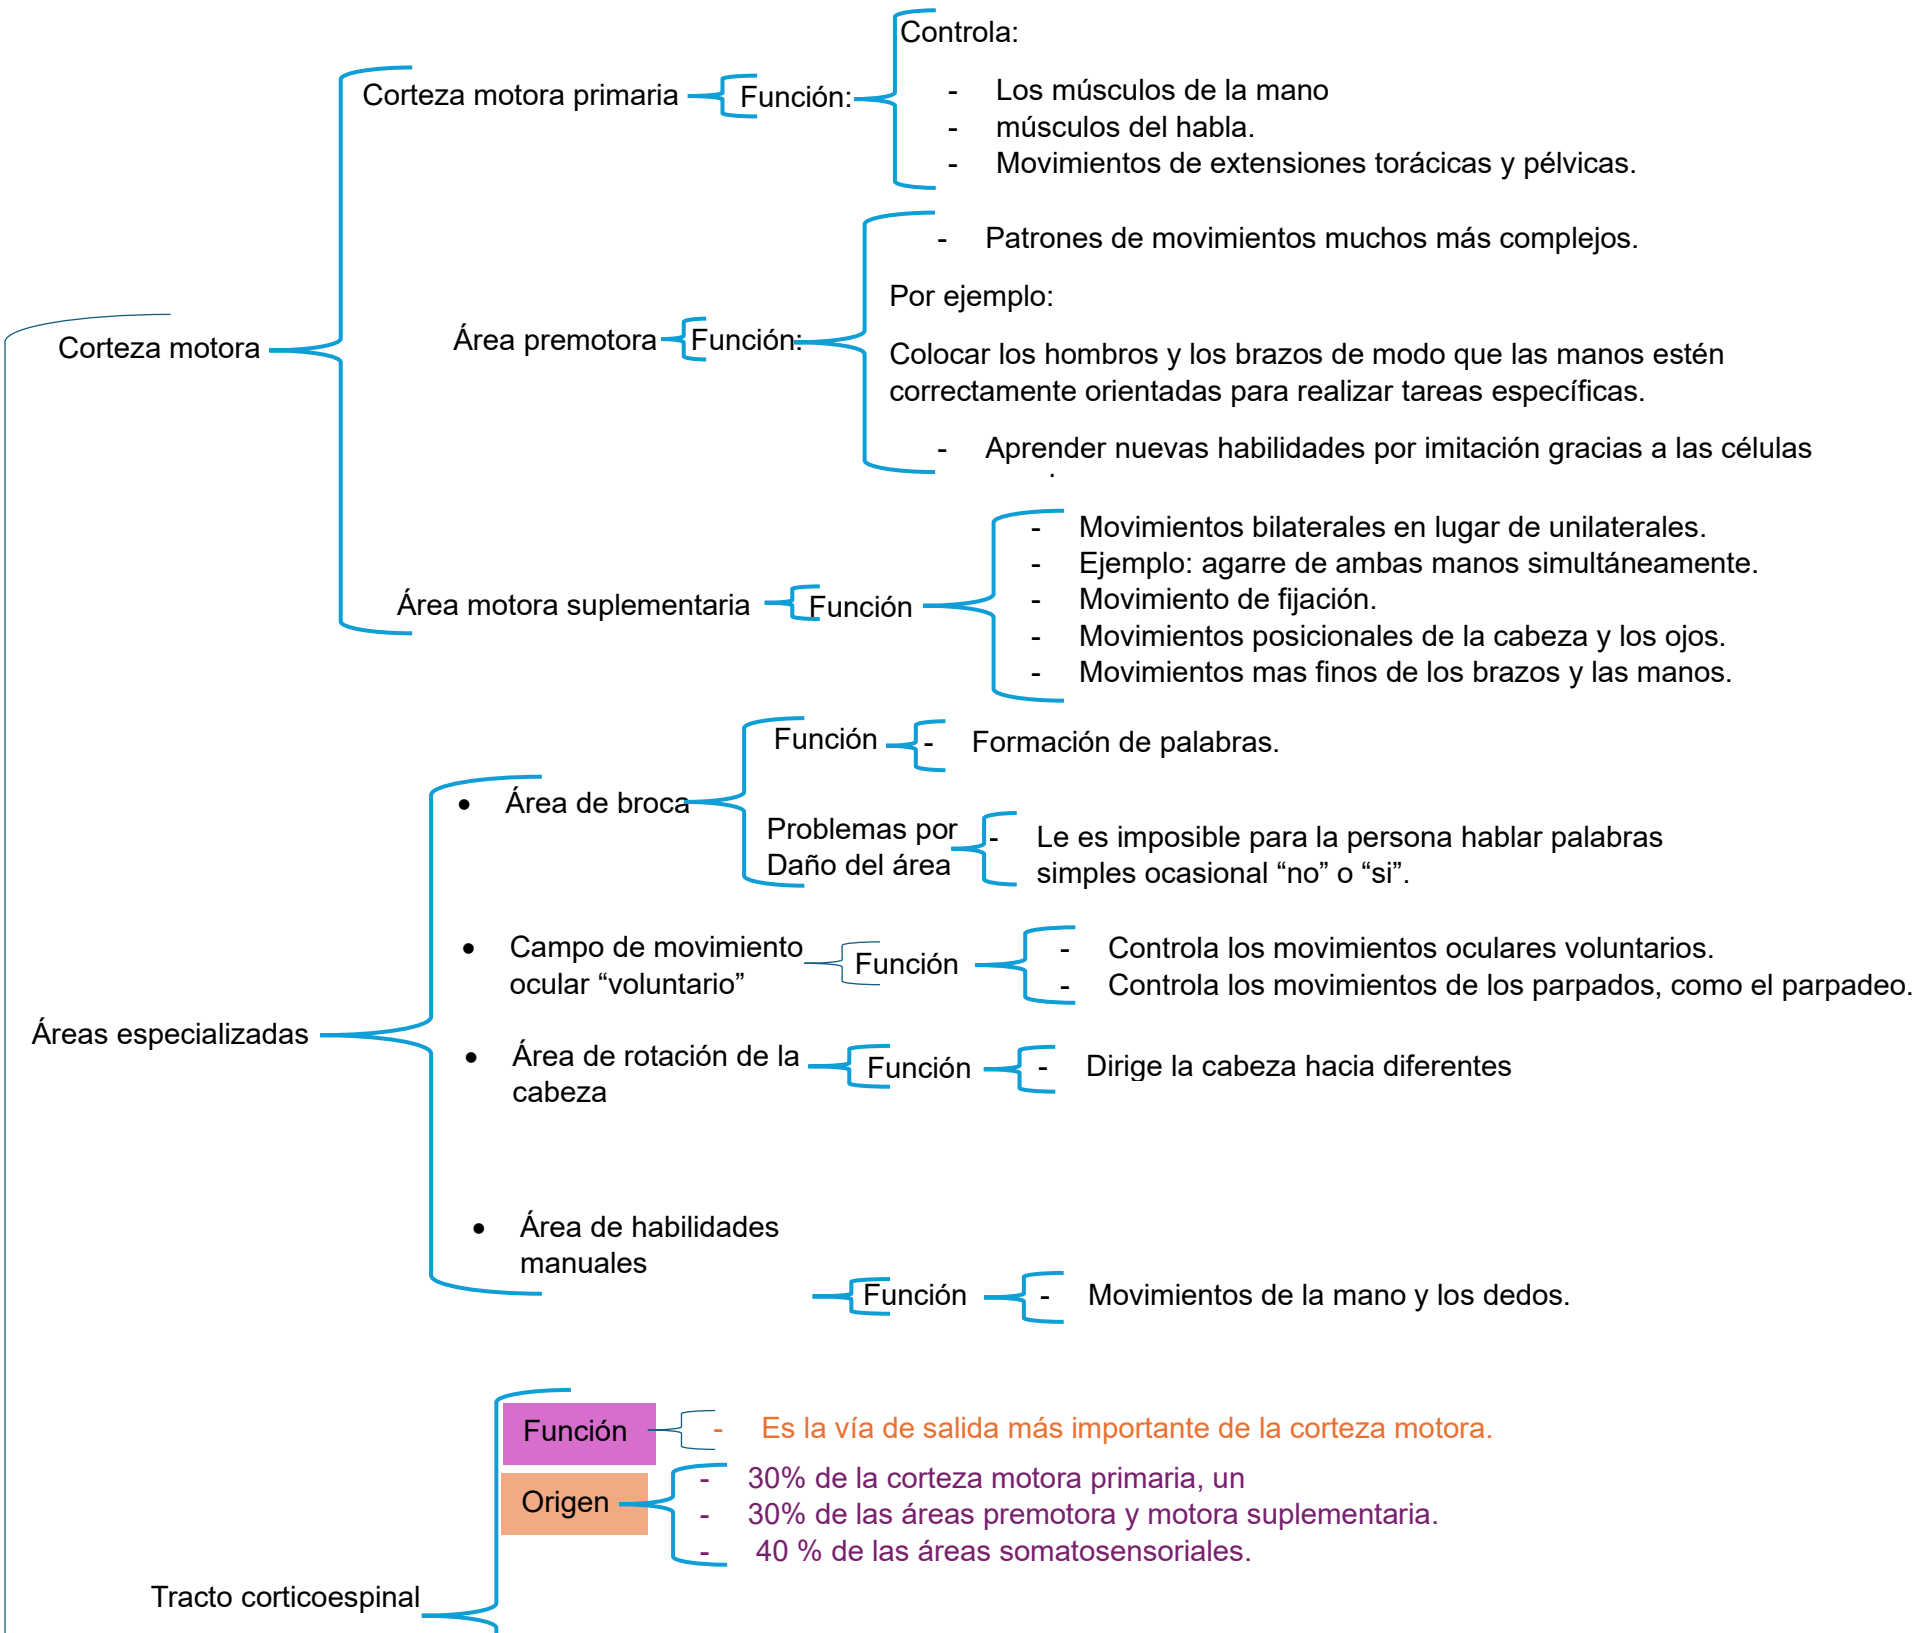 Controla:
Corteza motora primaria
Función:
- Los músculos de la mano
- músculos del habla.
- Movimientos de extensiones torácicas y pélvicas.
Corteza motora
Área premotora
Función:
- Patrones de movimientos muchos más complejos.
Por ejemplo:
Colocar los hombros y los brazos de modo que las manos estén
correctamente orientadas para realizar tareas específicas.
- Aprender nuevas habilidades por imitación gracias a las células
Área motora suplementaria
Función
- Movimientos bilaterales en lugar de unilaterales.
- Ejemplo: agarre de ambas manos simultáneamente.
- Movimiento de fijación.
- Movimientos posicionales de la cabeza y los ojos.
- Movimientos mas finos de los brazos y las manos.
Áreas especializadas
• Área de broca
Función
- Formación de palabras.
Problemas por
Daño del área
- Le es imposible para la persona hablar palabras
simples ocasional “no” o “si”.
• Campo de movimiento
ocular “voluntario”
Función
- Controla los movimientos oculares voluntarios.
- Controla los movimientos de los parpados, como el parpadeo.
• Área de rotación de la
cabeza
Función
- Dirige la cabeza hacia diferentes
• Área de habilidades
manuales
Función
- Movimientos de la mano y los dedos.
Tracto corticoespinal
Función
- Es la vía de salida más importante de la corteza motora.
Origen
- 30% de la corteza motora primaria, un
- 30% de las áreas premotora y motora suplementaria.
- 40 % de las áreas somatosensoriales.